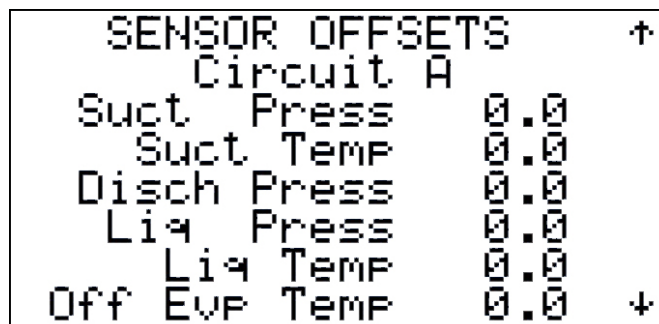 SENSOR OFFSETS ↑
Circuit A
Suct Press 0.0
Suct Temp 0.0
Disch Press 0.0
Liq Press 0.0
Liq Temp 0.0
Off Evp Temp 0.0 ↓